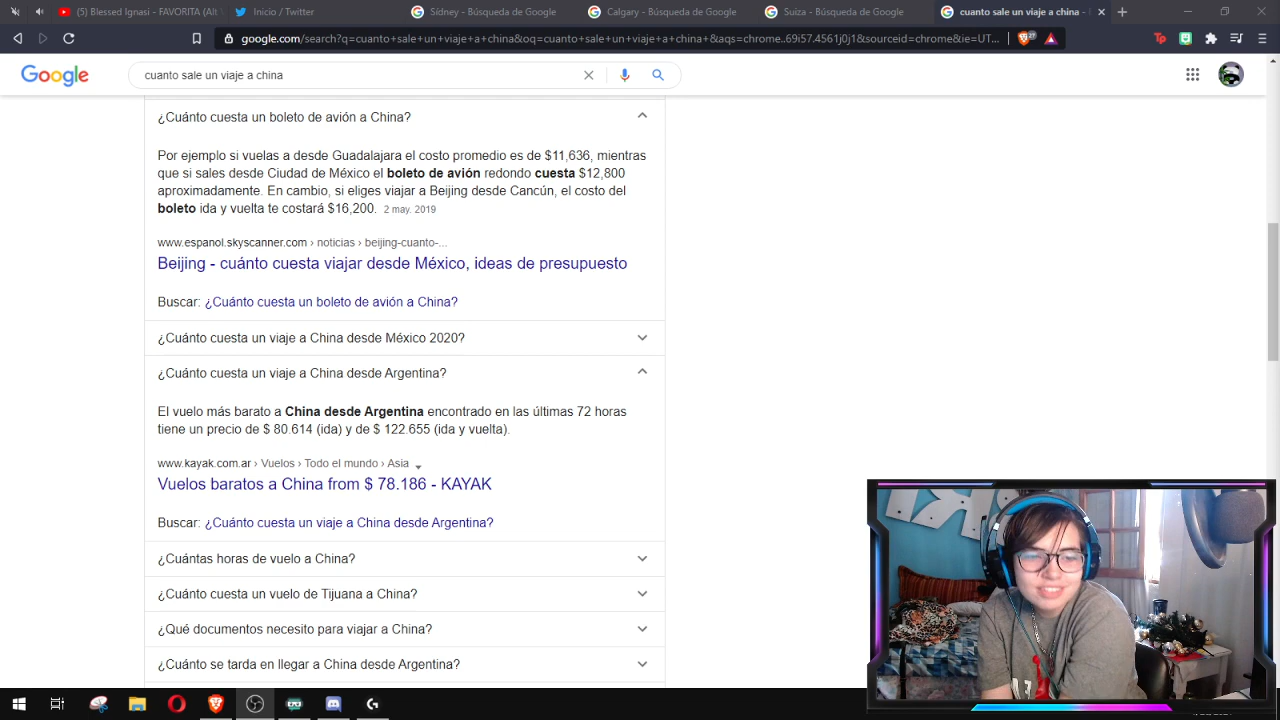 (5) Blessed Ignasi - FAVORITA (Alt
Inicio / Twitter
Sídney - Búsqueda de Google
Calgary - Búsqueda de Google
Suiza - Búsqueda de Google
cuanto sale un viaje a china -
google.com/search?q=cuanto+sale+un+viaje+a+china&oq=cuanto+sale+un+viaje+a+china+&aqs=chrome..69i57.4561j0j1&sourceid=chrome&ie=UT...
Google
cuanto sale un viaje a china
¿Cuánto cuesta un boleto de avión a China?
Por ejemplo si vuelas a desde Guadalajara el costo promedio es de $11,636, mientras
que si sales desde Ciudad de México el boleto de avión redondo cuesta $12,800
aproximadamente. En cambio, si eliges viajar a Beijing desde Cancún, el costo del
boleto ida y vuelta te costará $16,200. 2 may. 2019
www.espanol.skyscanner.com › noticias › beijing-cuanto-...
Beijing - cuánto cuesta viajar desde México, ideas de presupuesto
Buscar: ¿Cuánto cuesta un boleto de avión a China?
¿Cuánto cuesta un viaje a China desde México 2020?
¿Cuánto cuesta un viaje a China desde Argentina?
El vuelo más barato a China desde Argentina encontrado en las últimas 72 horas
tiene un precio de $ 80.614 (ida) y de $ 122.655 (ida y vuelta).
www.kayak.com.ar › Vuelos › Todo el mundo › Asia
Vuelos baratos a China from $ 78.186 - KAYAK
Buscar: ¿Cuánto cuesta un viaje a China desde Argentina?
¿Cuántas horas de vuelo a China?
¿Cuánto cuesta un vuelo de Tijuana a China?
¿Qué documentos necesito para viajar a China?
¿Cuánto se tarda en llegar a China desde Argentina?